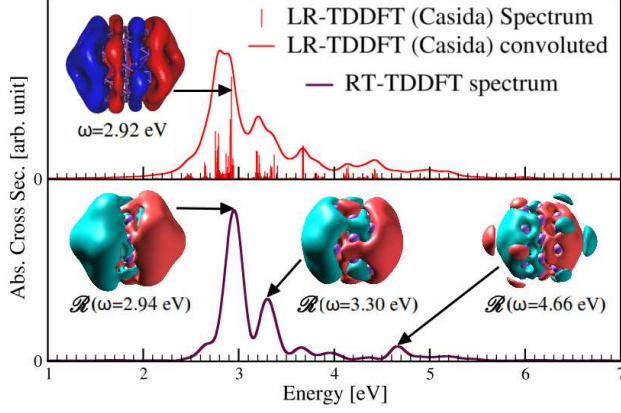 LR-TDDFT (Casida) Spectrum
LR-TDDFT (Casida) convoluted
RT-TDDFT spectrum
ω=2.92 eV
Abs. Cross Sec. [arb. unit]
0
ℛ(ω=2.94 eV)
ℛ(ω=3.30 eV)
ℛ(ω=4.66 eV)
0
1 2 3 4 5 6 7
Energy [eV]